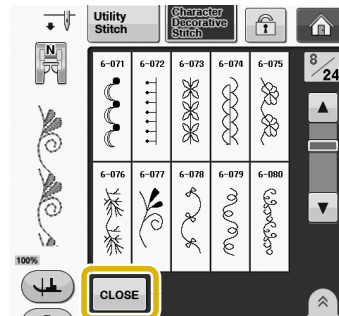 Utility
Stitch
Character
Decorative
Stitch
N
8/24
6-071 6-072 6-073 6-074 6-075
6-076 6-077 6-078 6-079 6-080
100%
CLOSE